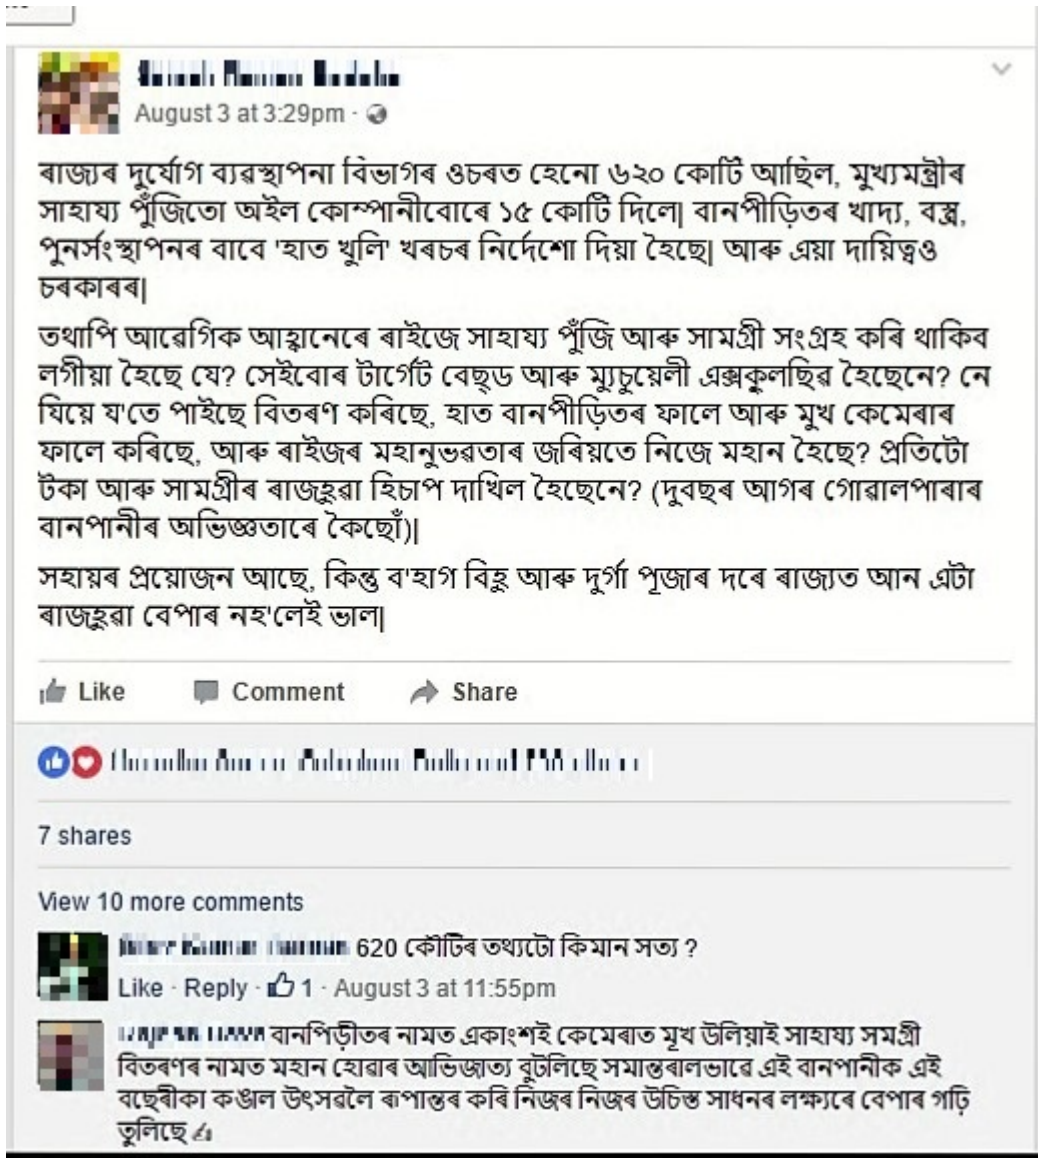 August 3 at 3:29pm ·
ৰাজ্যৰ দুৰ্যোগ ব্যৱস্থাপনা বিভাগৰ ওচৰত হেনো ৬২০ কোটি আছিল, মুখ্যমন্ত্ৰীৰ
সাহায্য পুঁজিতো অইল কোম্পানীবোৰে ১৫ কোটি দিলে| বানপীড়িতৰ খাদ্য, বস্ত্ৰ,
পুনৰ্সংস্থাপনৰ বাবে 'হাত খুলি' খৰচৰ নিৰ্দেশো দিয়া হৈছে| আৰু এয়া দায়িত্বও
চৰকাৰৰ|
তথাপি আৱেগিক আহ্বানেৰে ৰাইজে সাহায্য পুঁজি আৰু সামগ্ৰী সংগ্ৰহ কৰি থাকিব
লগীয়া হৈছে যে? সেইবোৰ টাৰ্গেট বেছ্‌ড আৰু ম্যুচুয়েলী এক্সক্লুলছিৱ হৈছেনে? নে
যিয়ে য'তে পাইছে বিতৰণ কৰিছে, হাত বানপীড়িতৰ ফালে আৰু মুখ কেমেৰাৰ
ফালে কৰিছে, আৰু ৰাইজৰ মহানুভৱতাৰ জৰিয়তে নিজে মহান হৈছে? প্ৰতিটো
টকা আৰু সামগ্ৰীৰ ৰাজহুৱা হিচাপ দাখিল হৈছেনে? (দুবছৰ আগৰ গোৱালপাৰাৰ
বানপানীৰ অভিজ্ঞতাৰে কৈছোঁ)|
সহায়ৰ প্ৰয়োজন আছে, কিন্তু ব'হাগ বিহু আৰু দুৰ্গা পূজাৰ দৰে ৰাজ্যত আন এটা
ৰাজহুৱা বেপাৰ নহ'লেই ভাল|
Like Comment Share
7 shares
View 10 more comments
620 কৌটিৰ তথ্যটো কিমান সত্য ?
Like · Reply · 1 · August 3 at 11:55pm
বানপিড়ীতৰ নামত একাংশই কেমেৰাত মূখ উলিয়াই সাহায্য সমগ্ৰী
বিতৰণৰ নামত মহান হোৱাৰ আভিজাত্য বুটলিছে সমান্তৰালভাৱে এই বানপানীক এই
বছেৰীকা কঙাল উৎসৱলৈ ৰূপান্তৰ কৰি নিজৰ নিজৰ উচিস্ত সাধনৰ লক্ষ্যৰে বেপাৰ গঢ়ি
তুলিছে ✍